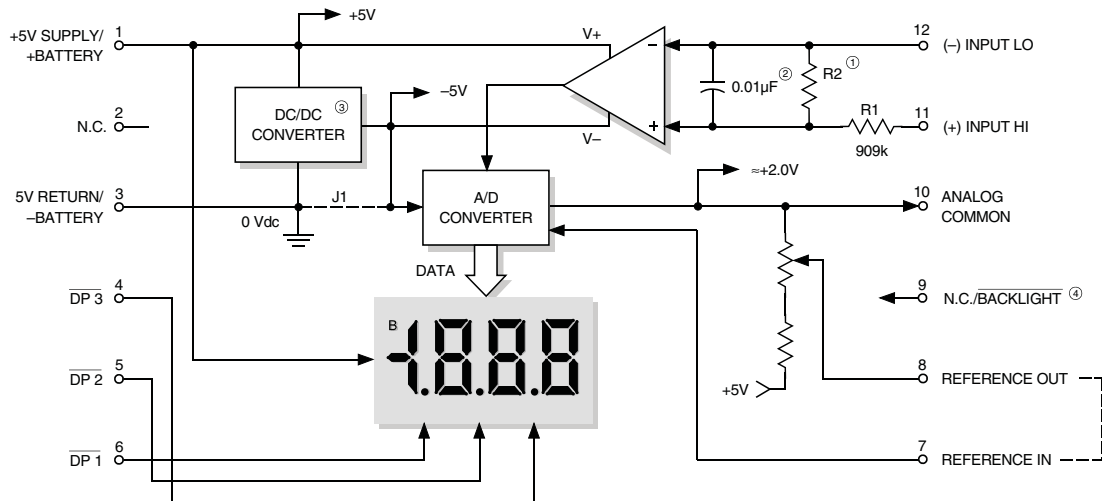 +5V SUPPLY/
+BATTERY
1
+5V
V+
12
(–) INPUT LO
0.01µF ②
R2 ①
R1
909k
11
(+) INPUT HI
2
N.C.
DC/DC ③
CONVERTER
–5V
V–
5V RETURN/
–BATTERY
3
0 Vdc
J1
A/D
CONVERTER
≈+2.0V
10
ANALOG
COMMON
DATA
DP 3
4
B
-1.8.8.8
9
N.C./BACKLIGHT ④
DP 2
5
+5V
8
REFERENCE OUT
DP 1
6
7
REFERENCE IN
–
+